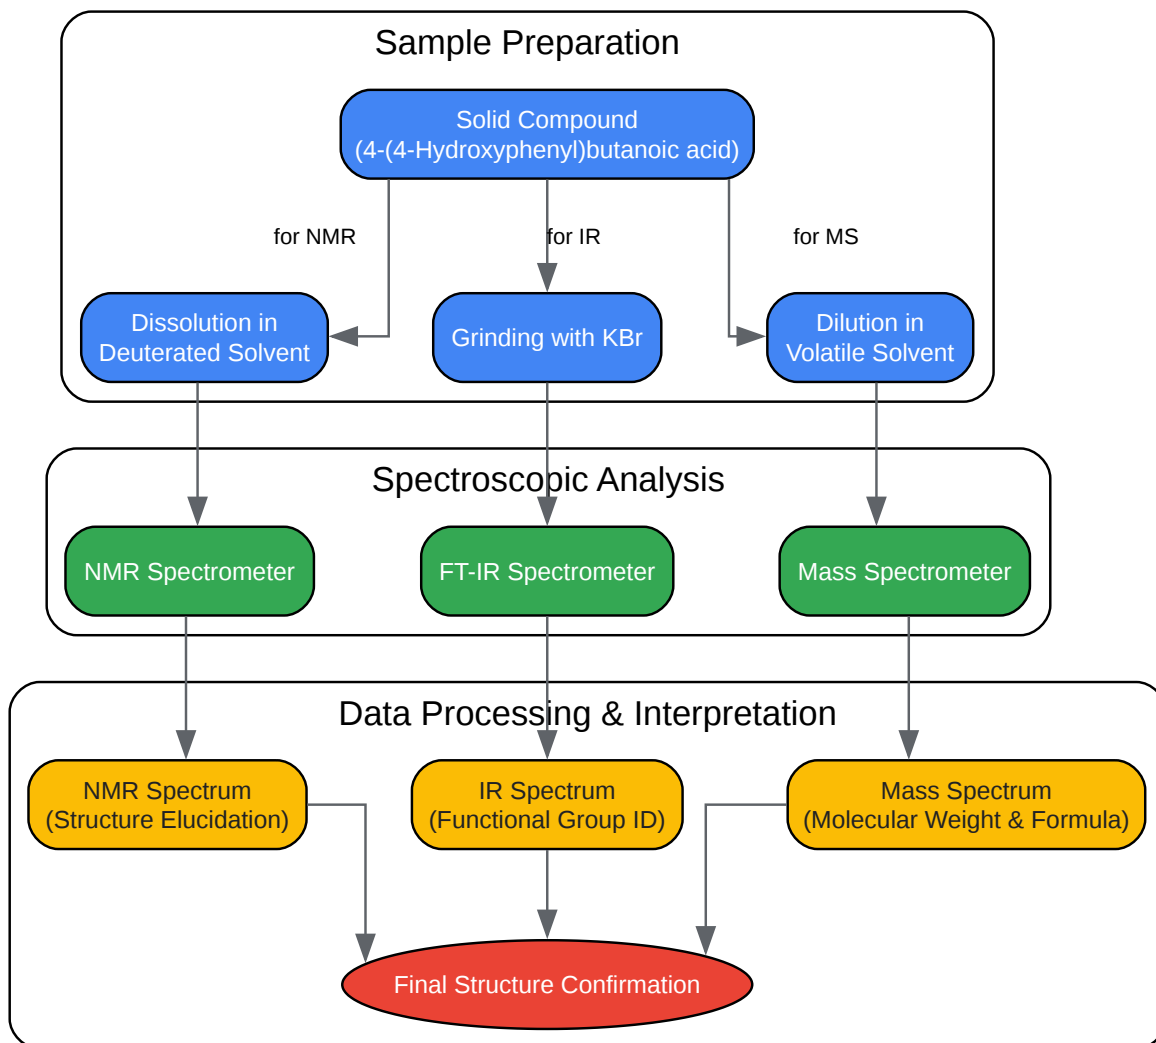 Sample Preparation
Solid Compound
(4-(4-Hydroxyphenyl)butanoic acid)
for NMR
for IR
for MS
Dissolution in
Deuterated Solvent
Grinding with KBr
Dilution in
Volatile Solvent
Spectroscopic Analysis
NMR Spectrometer
FT-IR Spectrometer
Mass Spectrometer
Data Processing & Interpretation
NMR Spectrum
(Structure Elucidation)
IR Spectrum
(Functional Group ID)
Mass Spectrum
(Molecular Weight & Formula)
Final Structure Confirmation